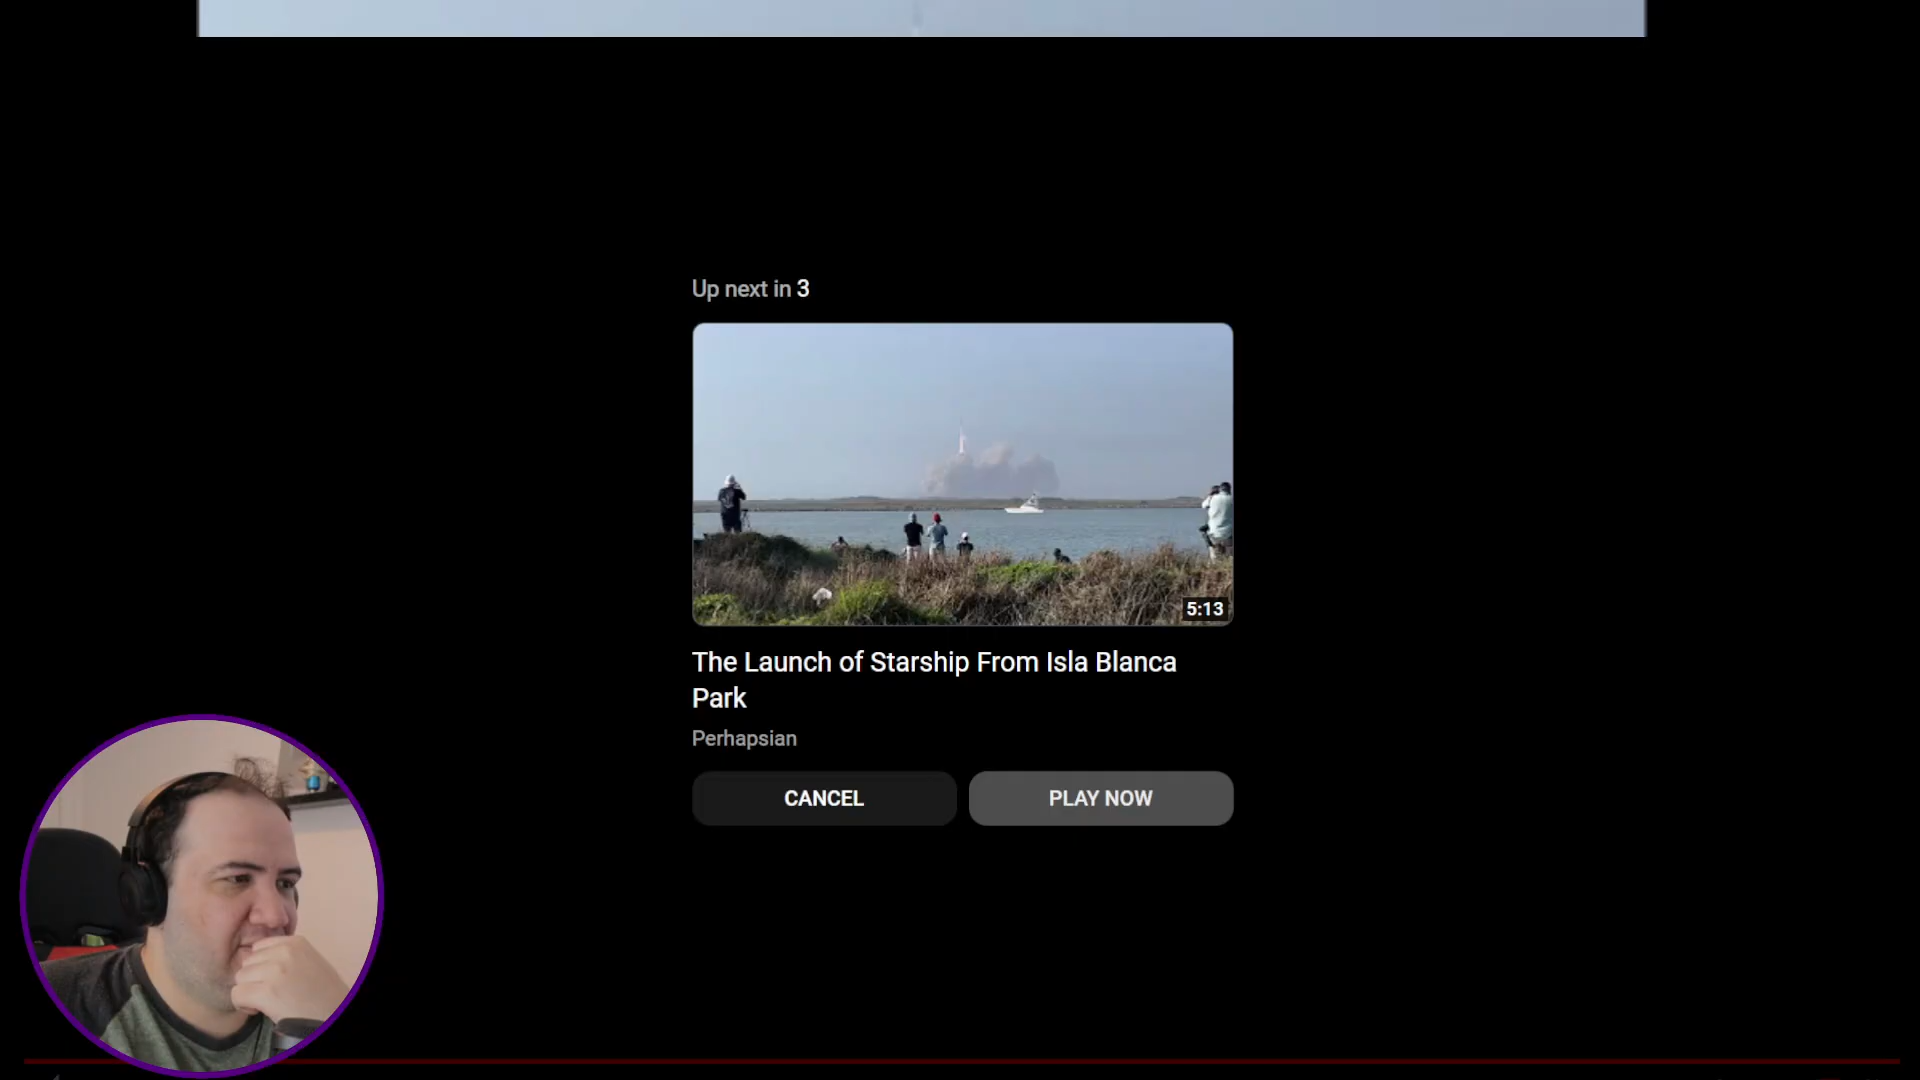 Up next in 3
5:13
The Launch of Starship From Isla Blanca
Park
Perhapsian
CANCEL
PLAY NOW